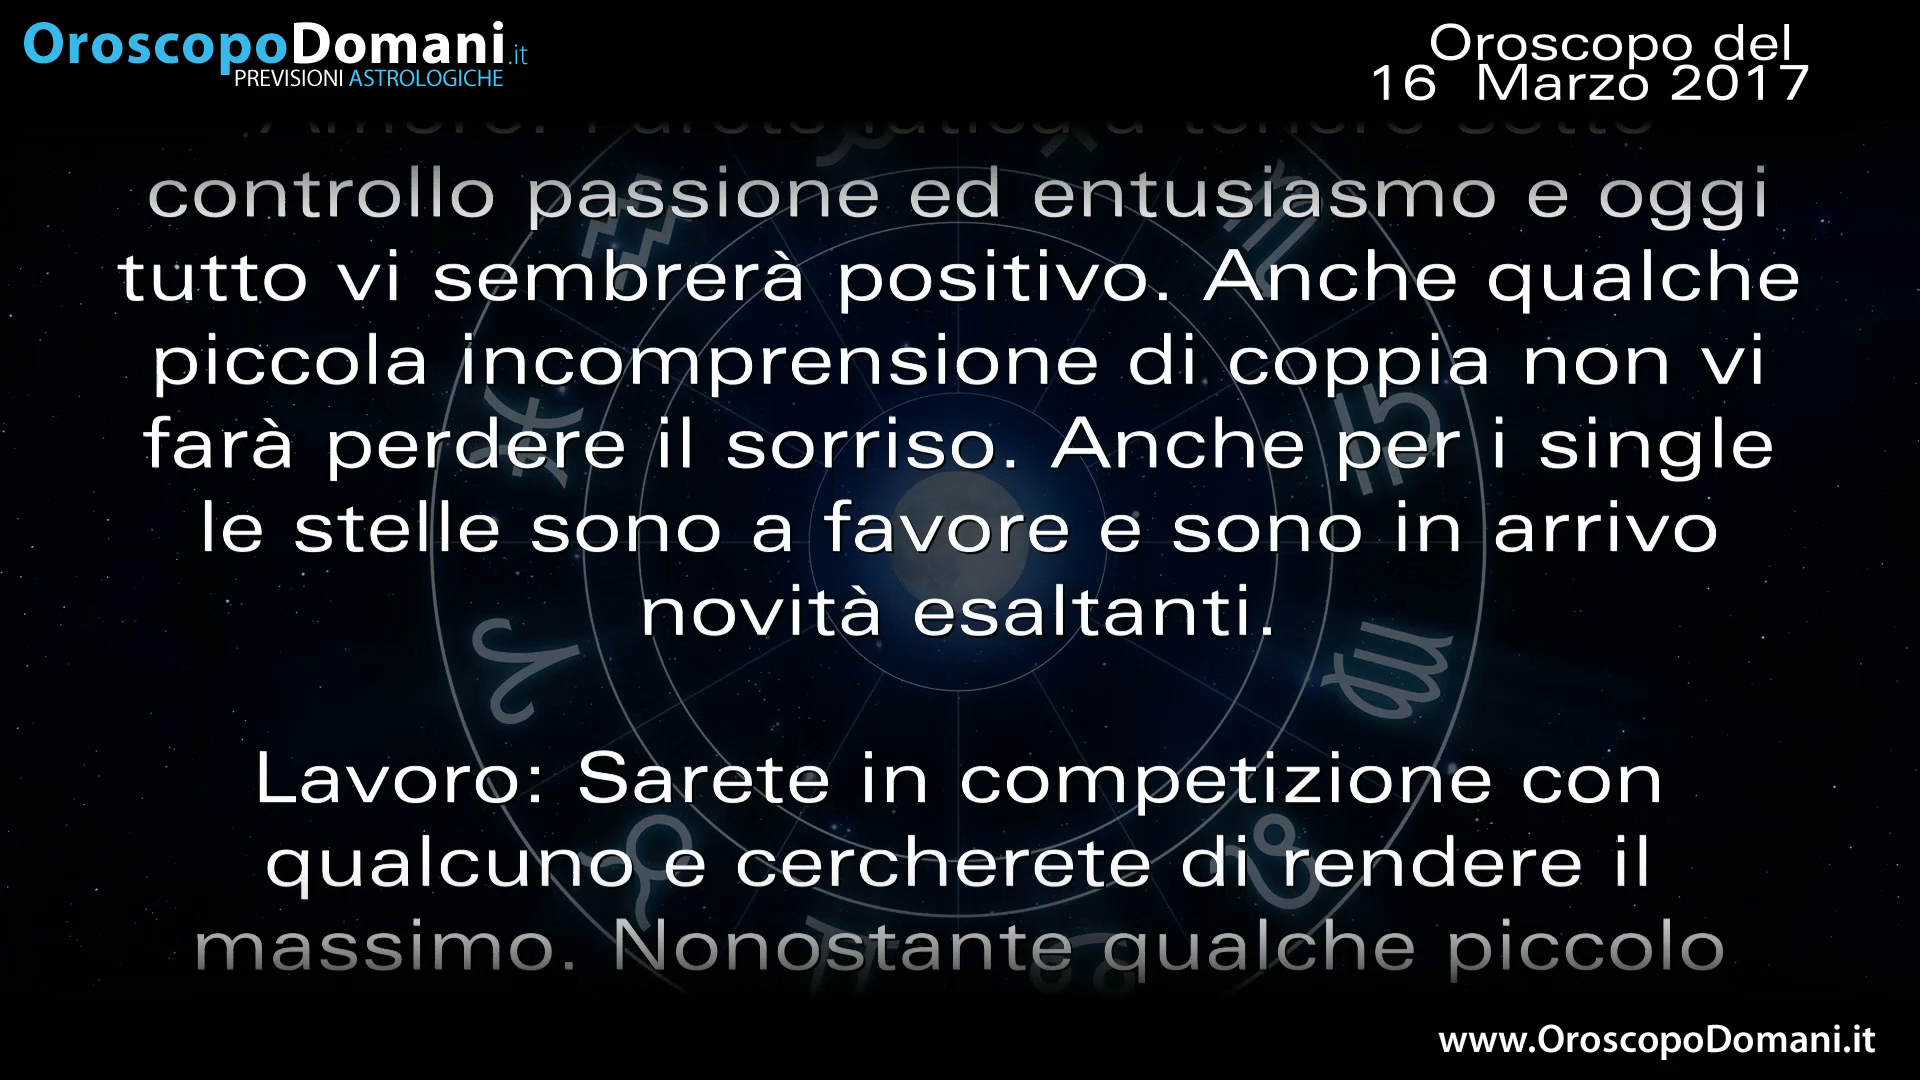 OroscopoDomani.it
PREVISIONI ASTROLOGICHE
Oroscopo del
16 Marzo 2017
Amore: Farete fatica a tenere sotto
controllo passione ed entusiasmo e oggi
tutto vi sembrerà positivo. Anche qualche
piccola incomprensione di coppia non vi
farà perdere il sorriso. Anche per i single
le stelle sono a favore e sono in arrivo
novità esaltanti.
Lavoro: Sarete in competizione con
qualcuno e cercherete di rendere il
massimo. Nonostante qualche piccolo
www.OroscopoDomani.it